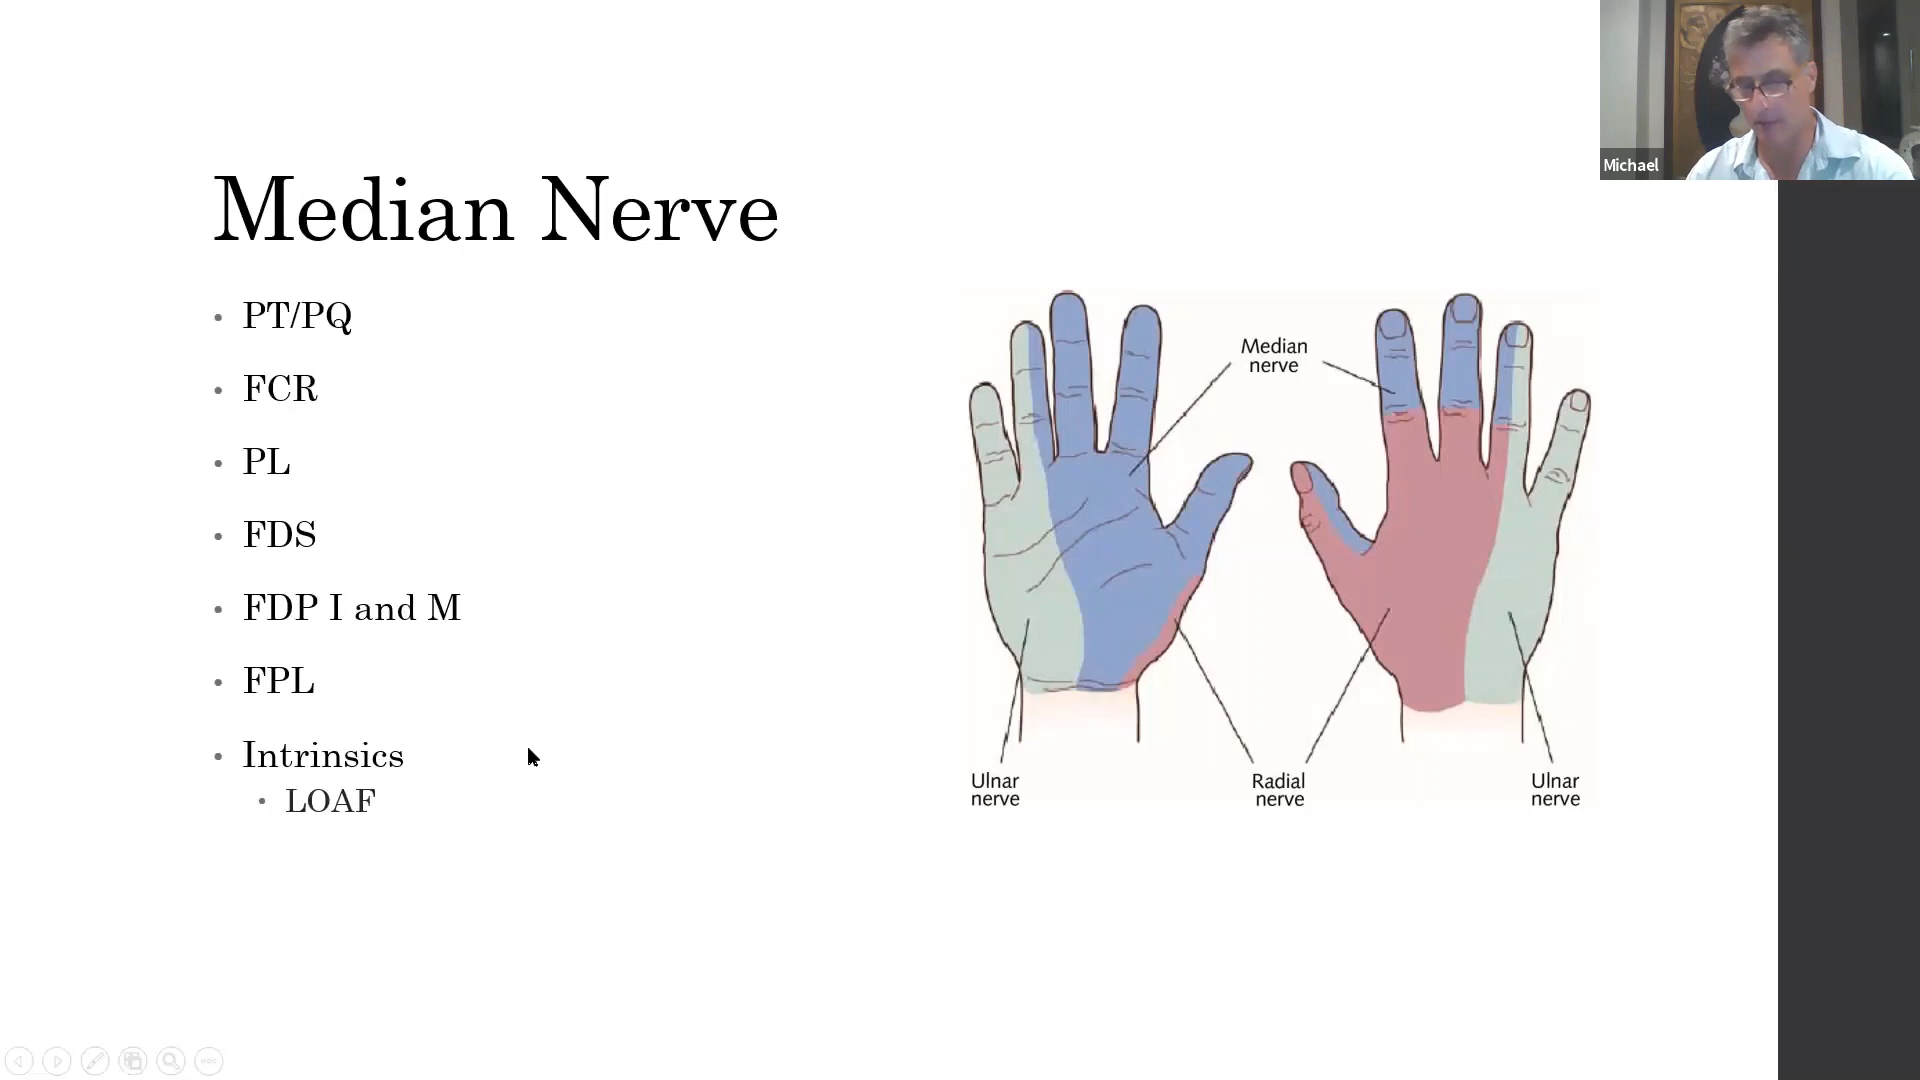 Michael
Median Nerve
PT/PQ
FCR
PL
FDS
FDP I and M
FPL
Intrinsics
LOAF
Median
nerve
Ulnar
nerve
Radial
nerve
Ulnar
nerve